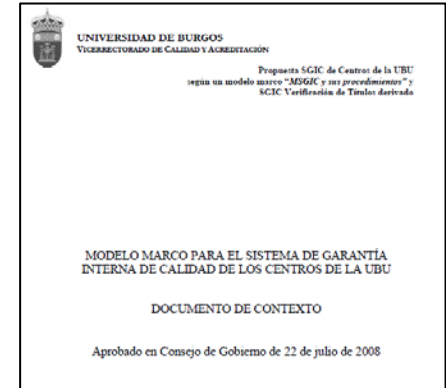 UNIVERSIDAD DE BURGOS
VICERRECTORADO DE CALIDAD Y ACREDITACIÓN
Propuesta SGIC de Centros de la UBU
según un modelo marco “MSGIC y sus procedimientos” y
SGIC Verificación de Títulos derivado
MODELO MARCO PARA EL SISTEMA DE GARANTÍA
INTERNA DE CALIDAD DE LOS CENTROS DE LA UBU
DOCUMENTO DE CONTEXTO
Aprobado en Consejo de Gobierno de 22 de julio de 2008